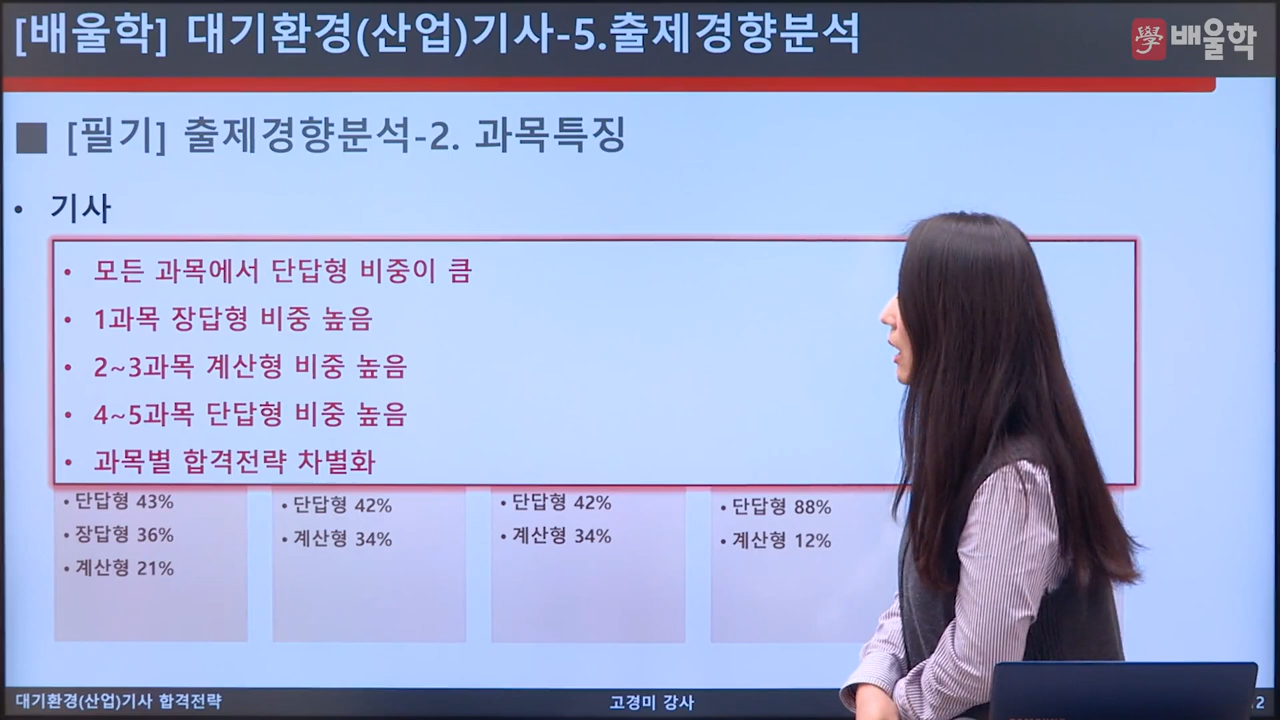 [배울학] 대기환경(산업)기사-5.출제경향분석
學 배울학
■ [필기] 출제경향분석-2. 과목특징
• 기사
• 모든 과목에서 단답형 비중이 큼
• 1과목 장답형 비중 높음
• 2~3과목 계산형 비중 높음
• 4~5과목 단답형 비중 높음
• 과목별 합격전략 차별화
• 단답형 43%
• 장답형 36%
• 계산형 21%
• 단답형 42%
• 계산형 34%
• 단답형 42%
• 계산형 34%
• 단답형 88%
• 계산형 12%
대기환경(산업)기사 합격전략
고경미 강사